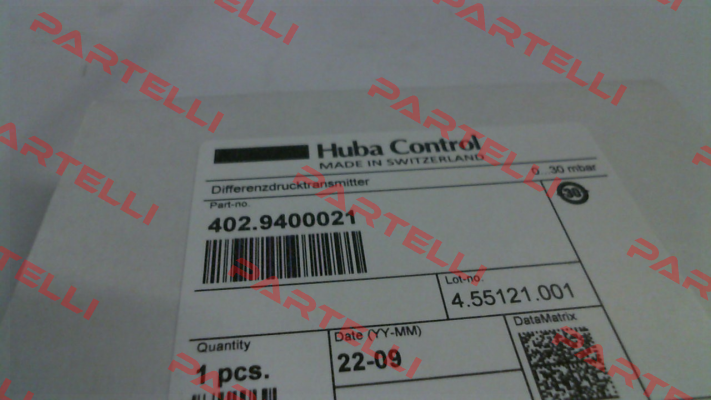 Huba Control
MADE IN SWITZERLAND
Differenzdrucktransmitter
0...30 mbar
Part-no.
402.9400021
Lot-no.
4.55121.001
Quantity
1 pcs.
Date (YY-MM)
22-09
DataMatrix
PARTELLI
PARTELLI
PARTELLI
PARTELLI
PARTELLI
PARTELLI
PARTELLI
PARTELLI